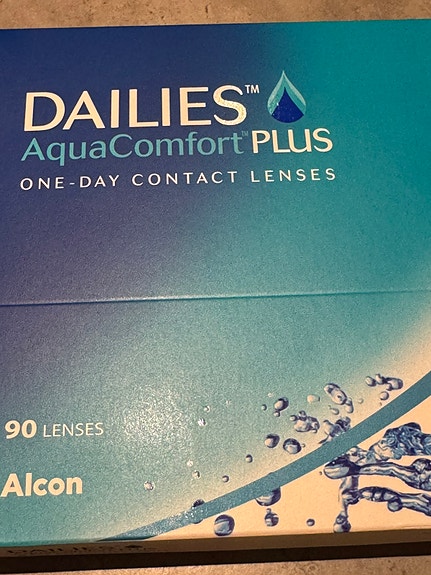 DAILIES™
AquaComfort™ PLUS
ONE-DAY CONTACT LENSES
90 LENSES
Alcon